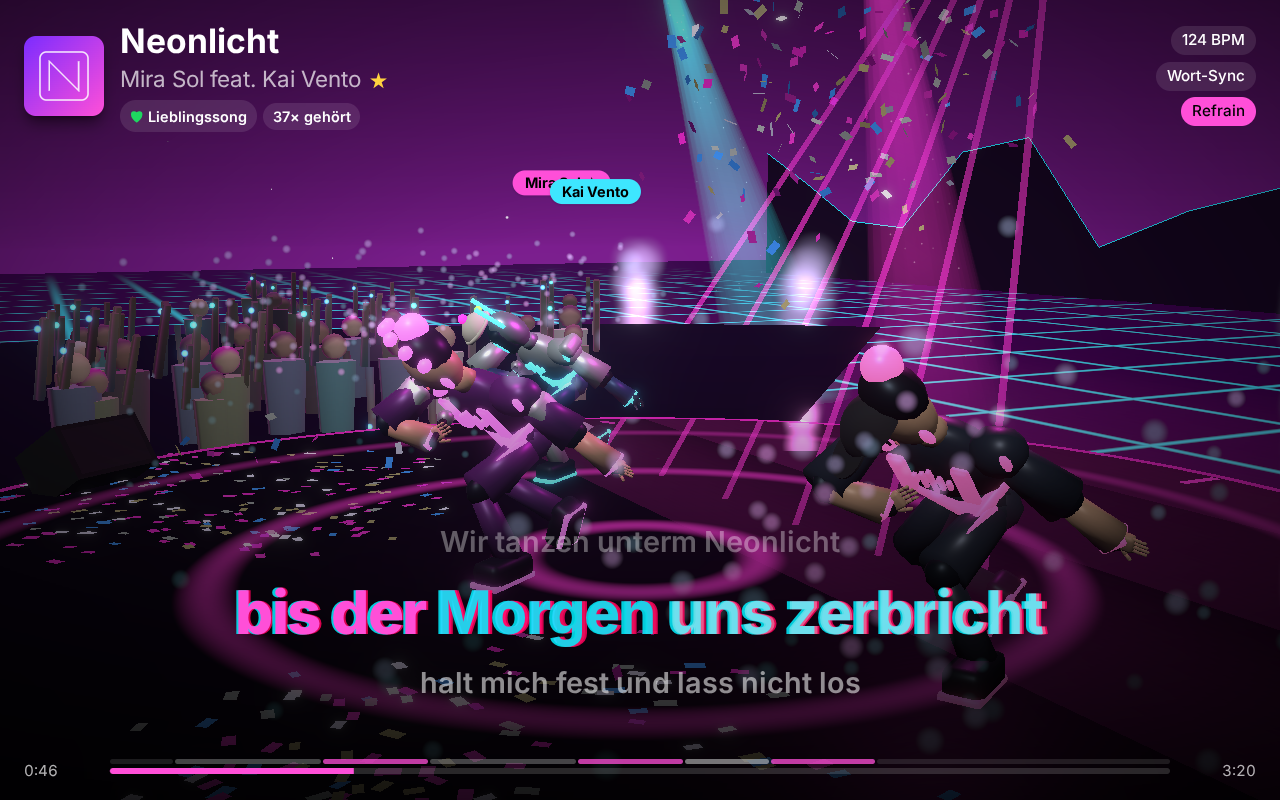 Neonlicht
Mira Sol feat. Kai Vento
Lieblingssong
37× gehört
124 BPM
Wort-Sync
Refrain
Mira
Kai Vento
Wir tanzen unterm Neonlicht
bis der Morgen uns zerbricht
halt mich fest und lass nicht los
0:46
3:20